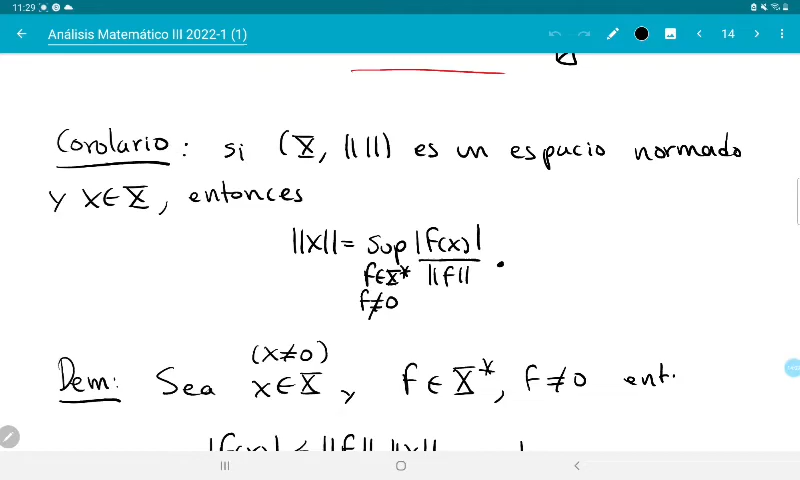 11:29
Análisis Matemático III 2022-1 (1)
14
Corolario: si (X, || ||) es un espacio normado
y x∈X, entonces
||x|| = sup |f(x)| / ||f|| .
f∈X*
f≠0
(x≠0)
Dem: Sea x∈X y f∈X*, f≠0 ent.
|f(x)| ≤ ||f|| ||x||